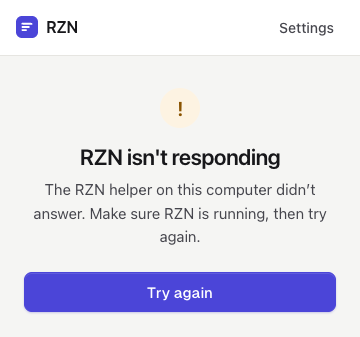 RZN
Settings
!
RZN isn't responding
The RZN helper on this computer didn’t
answer. Make sure RZN is running, then try
again.
Try again